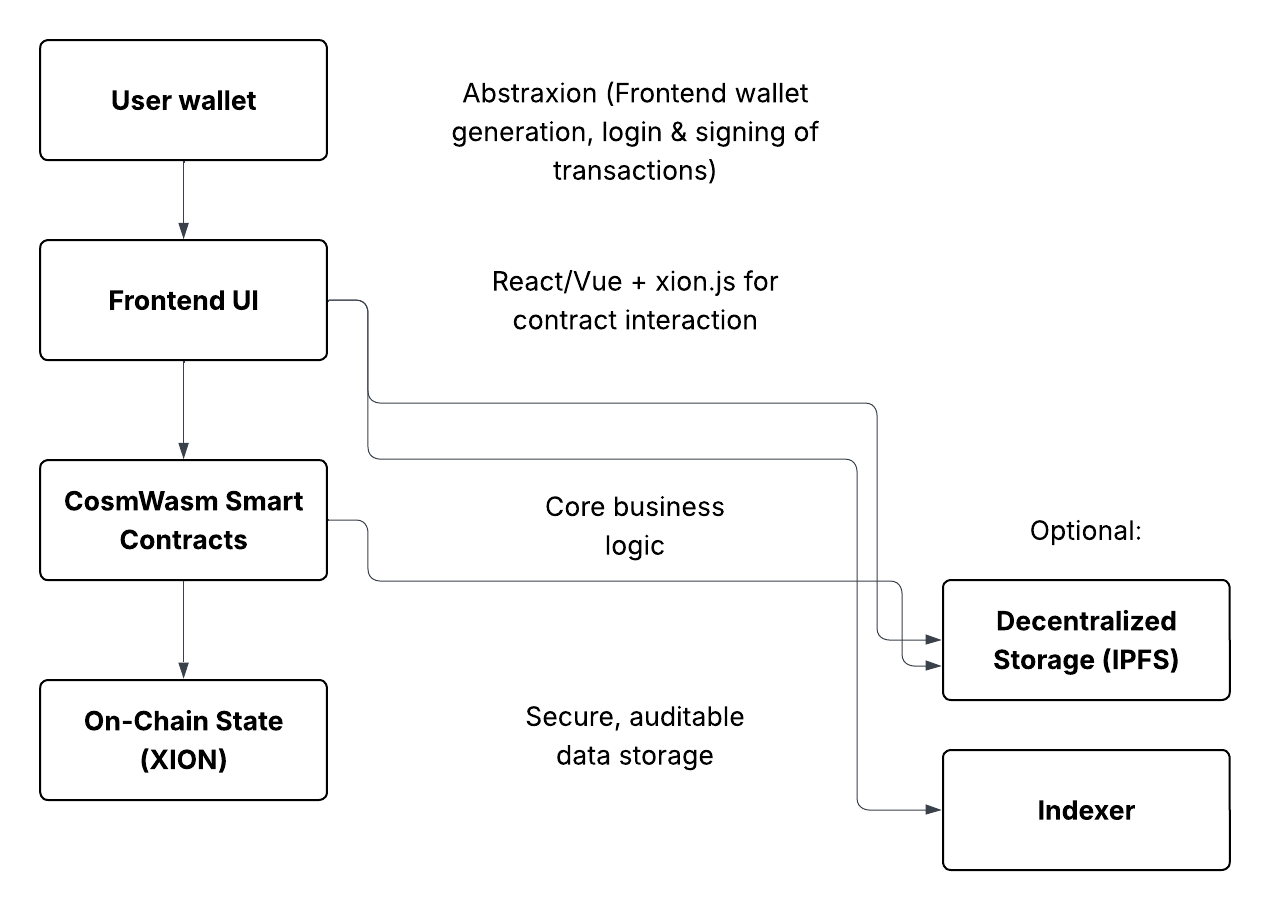 User wallet
Abstraxion (Frontend wallet
generation, login & signing of
transactions)
Frontend UI
React/Vue + xion.js for
contract interaction
CosmWasm Smart
Contracts
Core business
logic
Optional:
Decentralized
Storage (IPFS)
On-Chain State
(XION)
Secure, auditable
data storage
Indexer